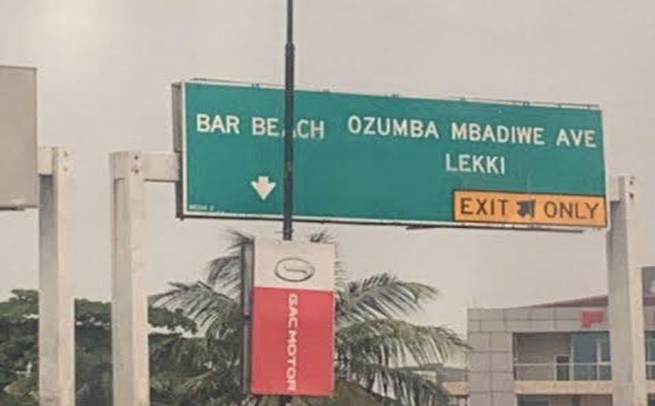 BAR BEACH
OZUMBA MBADIWE AVE
LEKKI
EXIT ONLY
GAC MOTOR